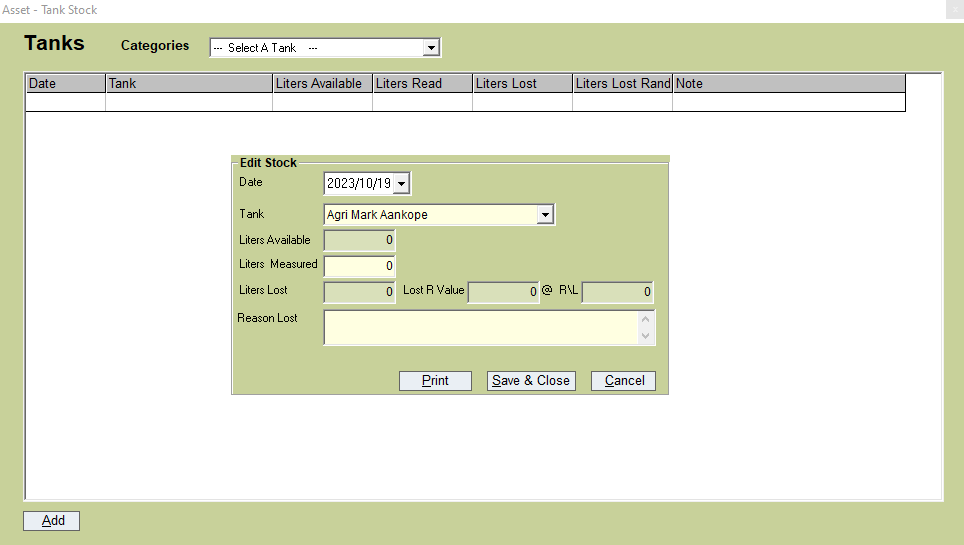 Asset - Tank Stock
Tanks Categories --- Select A Tank ---
Date Tank Liters Available Liters Read Liters Lost Liters Lost Rand Note
Edit Stock
Date 2023/10/19
Tank Agri Mark Aankope
Liters Available 0
Liters Measured 0
Liters Lost 0 Lost R Value 0 @ R\L 0
Reason Lost
Print Save & Close Cancel
Add